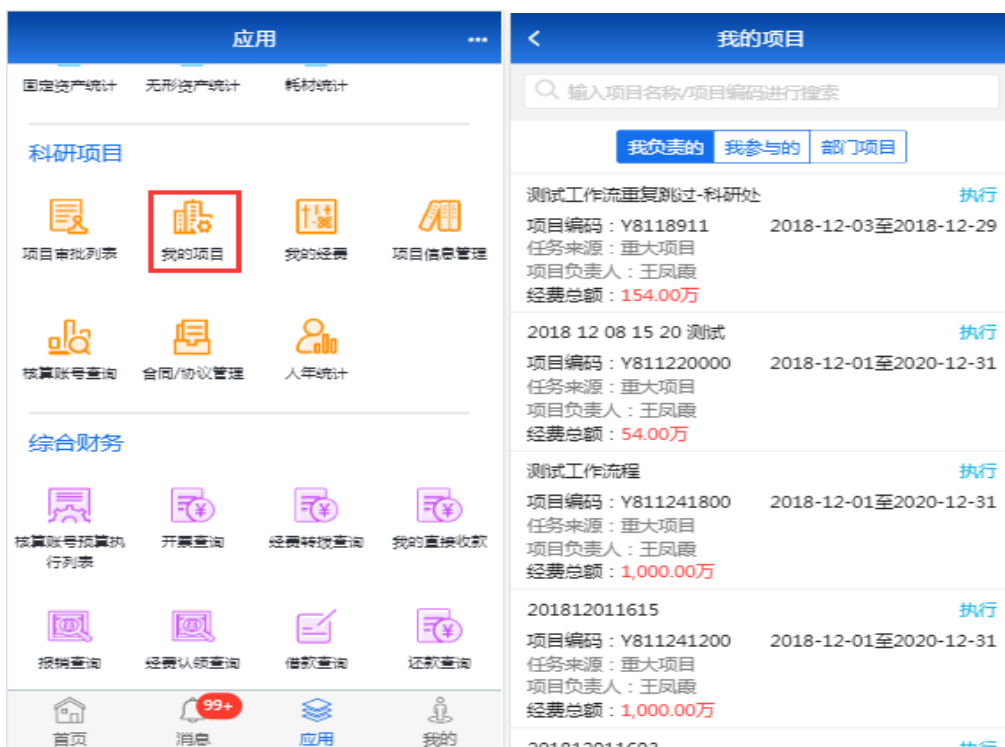 应用
固定资产统计 无形资产统计 耗材统计
科研项目
项目审批列表 我的项目 我的经费 项目信息管理
核算账号查询 合同/协议管理 人年统计
综合财务
核算账号预算执行列表 开票查询 经费转拨查询 我的直接收款
报销查询 经费认领查询 借款查询 还款查询
99+
首页 消息 应用 我的
我的项目
输入项目名称/项目编码进行搜索
我负责的 我参与的 部门项目
测试工作流重复跳过-科研处 执行
项目编码：Y8118911 2018-12-03至2018-12-29
任务来源：重大项目
项目负责人：王凤霞
经费总额：154.00万
2018 12 08 15 20 测试 执行
项目编码：Y811220000 2018-12-01至2020-12-31
任务来源：重大项目
项目负责人：王凤霞
经费总额：54.00万
测试工作流程 执行
项目编码：Y811241800 2018-12-01至2020-12-31
任务来源：重大项目
项目负责人：王凤霞
经费总额：1,000.00万
201812011615 执行
项目编码：Y811241200 2018-12-01至2020-12-31
任务来源：重大项目
项目负责人：王凤霞
经费总额：1,000.00万